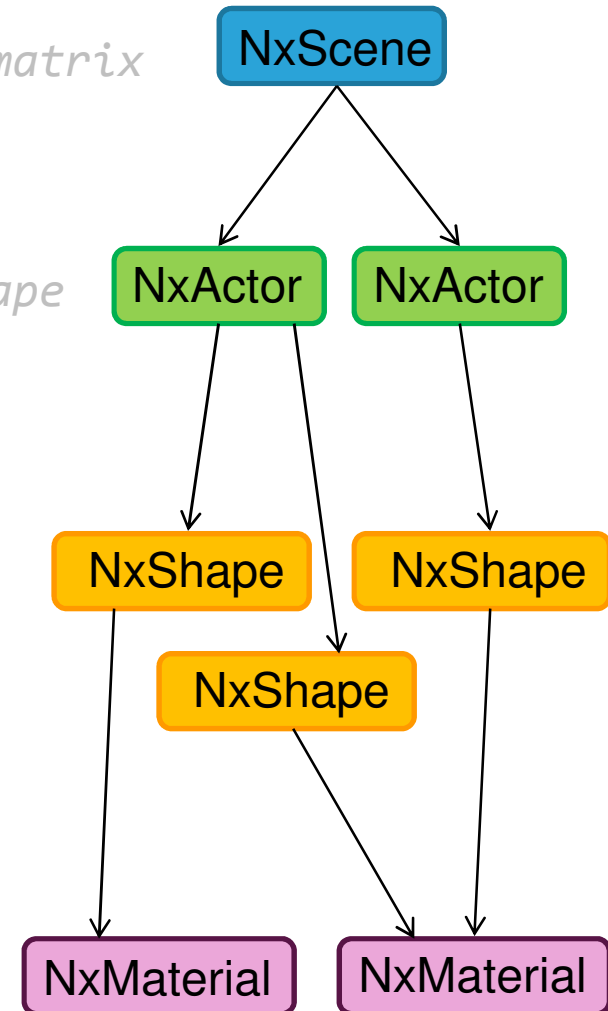 matrix
NxScene
ape
NxActor
NxActor
NxShape
NxShape
NxShape
NxMaterial
NxMaterial